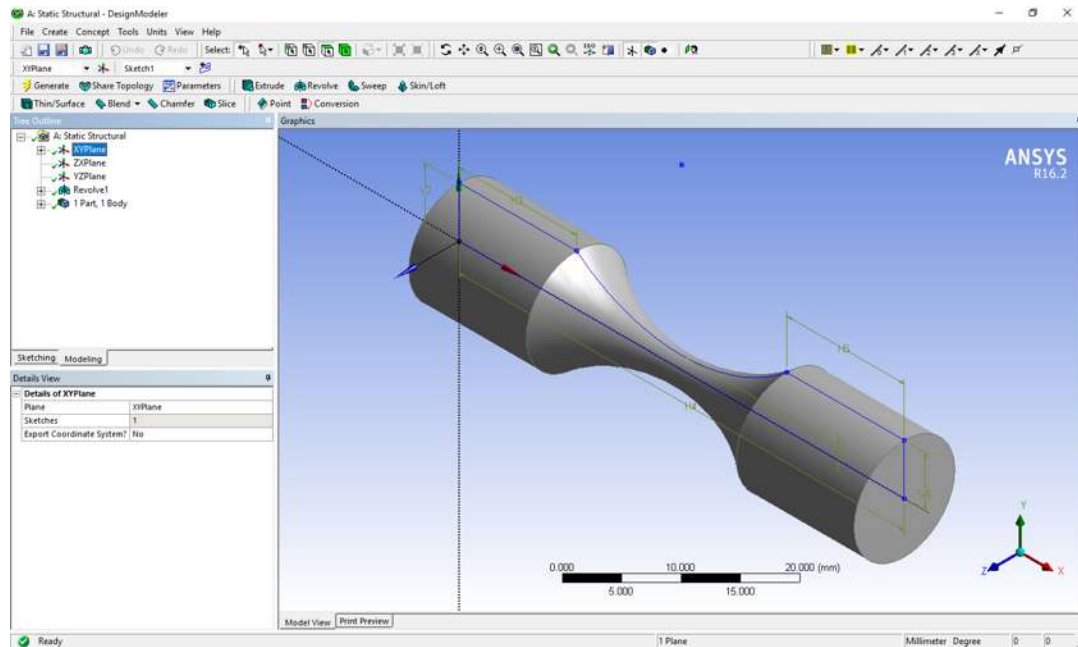 A: Static Structural - DesignModeler
File Create Concept Tools Units View Help
Undo Redo Select:
XYPlane Sketch1
Generate Share Topology Parameters Extrude Revolve Sweep Skin/Loft
Thin/Surface Blend Chamfer Slice Point Conversion
Tree Outline Graphics
A: Static Structural
XYPlane
ZXPlane
YZPlane
Revolve1
1 Part, 1 Body
ANSYS
R16.2
H3
H6
H4
Sketching Modeling
Details View
Details of XYPlane
Plane XYPlane
Sketches 1
Export Coordinate System? No
0.000 10.000 20.000 (mm)
5.000 15.000
Y
Z X
Model View Print Preview
Ready 1 Plane Millimeter Degree 0 0